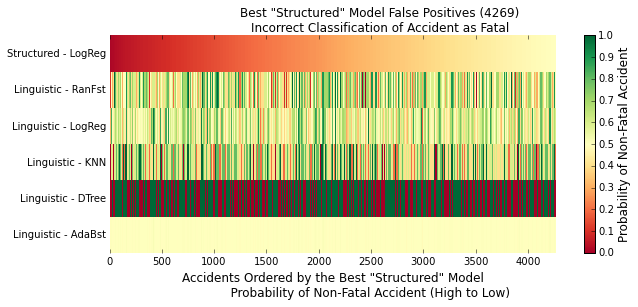 Best "Structured" Model False Positives (4269)
Incorrect Classification of Accident as Fatal
Structured - LogReg
Linguistic - RanFst
Linguistic - LogReg
Linguistic - KNN
Linguistic - DTree
Linguistic - AdaBst
0 500 1000 1500 2000 2500 3000 3500 4000
Accidents Ordered by the Best "Structured" Model
Probability of Non-Fatal Accident (High to Low)
1.0
0.9
0.8
0.7
0.6
0.5
0.4
0.3
0.2
0.1
0.0
Probability of Non-Fatal Accident